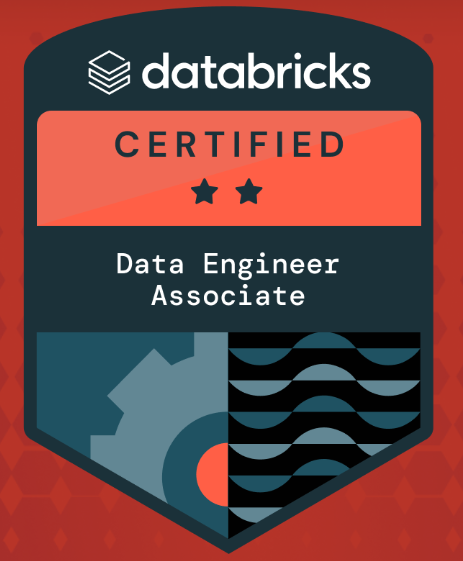 databricks
CERTIFIED
Data Engineer
Associate